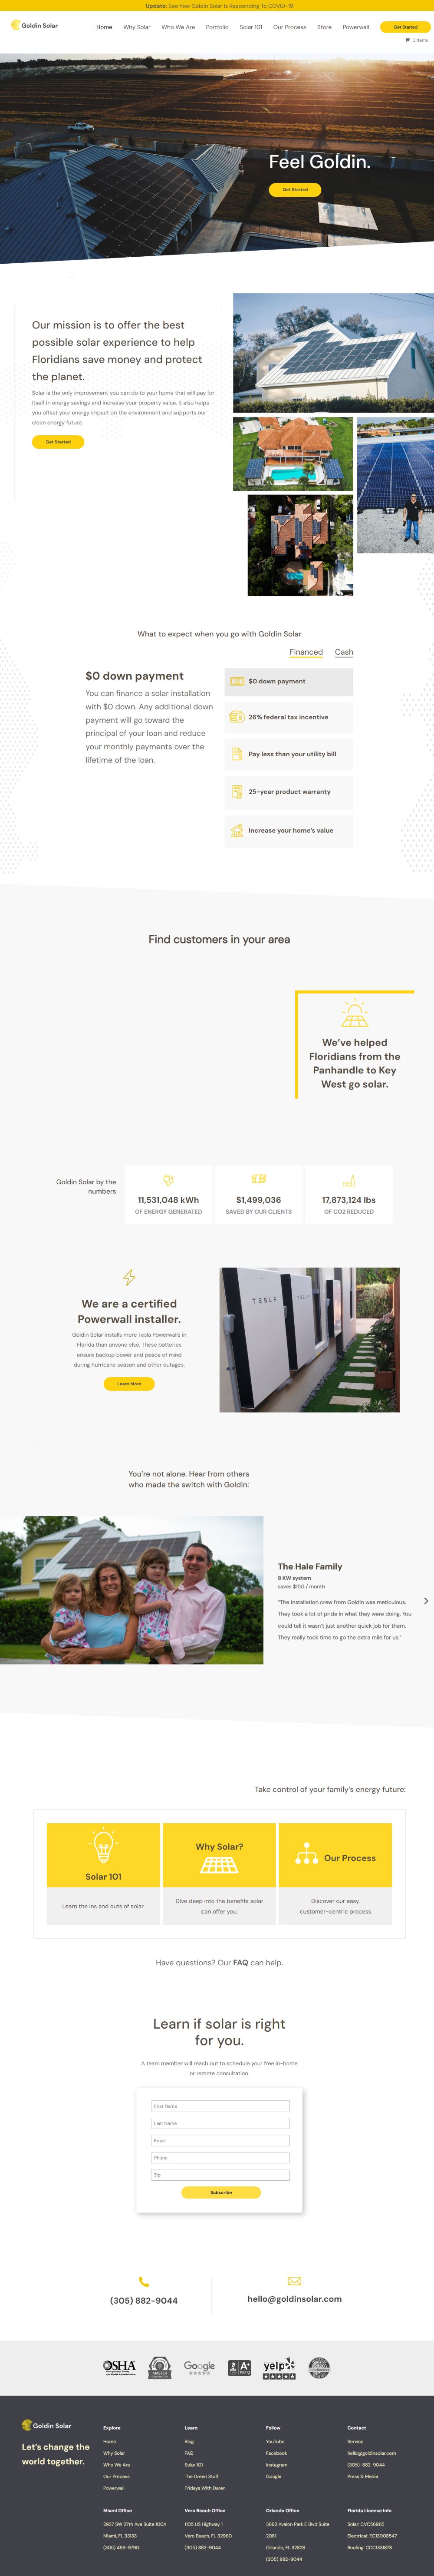 Update: See how Goldin Solar Is Responding To COVID-19
Goldin Solar
Home Why Solar Who We Are Portfolio Solar 101 Our Process Store Powerwall Get Started
0 Items
Feel Goldin.
Get Started
Our mission is to offer the best
possible solar experience to help
Floridians save money and protect
the planet.
Solar is the only improvement you can do to your home that will pay for
itself in energy savings and increase your property value. It also helps
you offset your energy impact on the environment and supports our
clean energy future.
Get Started
What to expect when you go with Goldin Solar
Financed Cash
$0 down payment
You can finance a solar installation
with $0 down. Any additional down
payment will go toward the
principal of your loan and reduce
your monthly payments over the
lifetime of the loan.
$0 down payment
26% federal tax incentive
Pay less than your utility bill
25-year product warranty
Increase your home's value
Find customers in your area
We've helped
Floridians from the
Panhandle to Key
West go solar.
Goldin Solar by the
numbers
11,531,048 kWh
OF ENERGY GENERATED
$1,499,036
SAVED BY OUR CLIENTS
17,873,124 lbs
OF CO2 REDUCED
We are a certified
Powerwall installer.
Goldin Solar installs more Tesla Powerwalls in
Florida than anyone else. These batteries
ensure backup power and peace of mind
during hurricane season and other outages.
Learn More
TESLA
TESLA
You're not alone. Hear from others
who made the switch with Goldin:
The Hale Family
8 KW system
saves $150 / month
"The installation crew from Goldin was meticulous.
They took a lot of pride in what they were doing. You
could tell it wasn't just another quick job for them.
They really took time to go the extra mile for us."
Take control of your family's energy future:
Solar 101
Learn the ins and outs of solar.
Why Solar?
Dive deep into the benefits solar
can offer you.
Our Process
Discover our easy,
customer-centric process
Have questions? Our FAQ can help.
Learn if solar is right
for you.
A team member will reach out to schedule your free in-home
or remote consultation.
First Name
Last Name
Email
Phone
Zip
Subscribe
(305) 882-9044
hello@goldinsolar.com
OSHA
MASTER
Google
A+
yelp
Goldin Solar
Let's change the
world together.
Explore
Home
Why Solar
Who We Are
Our Process
Powerwall
Learn
Blog
FAQ
Solar 101
The Green Stuff
Fridays With Daren
Follow
YouTube
Facebook
Instagram
Google
Contact
Service
hello@goldinsolar.com
(305)-882-9044
Press & Media
Miami Office
2937 SW 27th Ave Suite 100A
Miami, Fl. 33133
(305) 469-9790
Vero Beach Office
1105 US Highway 1
Vero Beach, FL 32960
(305) 882-9044
Orlando Office
3662 Avalon Park E Blvd Suite
2061
Orlando, Fl. 32828
(305) 882-9044
Florida License Info
Solar: CVC56965
Electrical: EC13008547
Roofing: CCC1331878